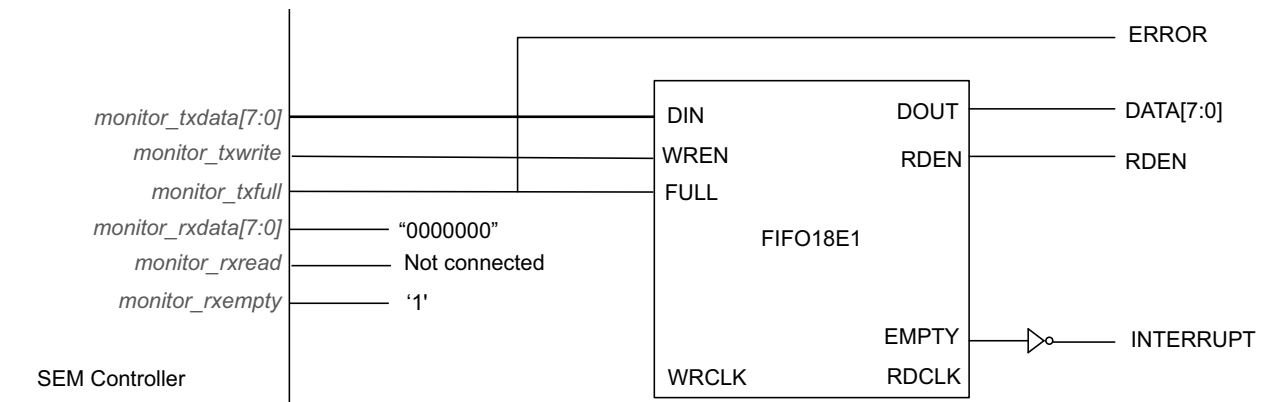 ERROR
monitor_txdata[7:0] DIN DOUT DATA[7:0]
monitor_txwrite WREN RDEN RDEN
monitor_txfull FULL
monitor_rxdata[7:0] “0000000” FIFO18E1
monitor_rxread Not connected
monitor_rxempty ‘1'
EMPTY INTERRUPT
SEM Controller WRCLK RDCLK